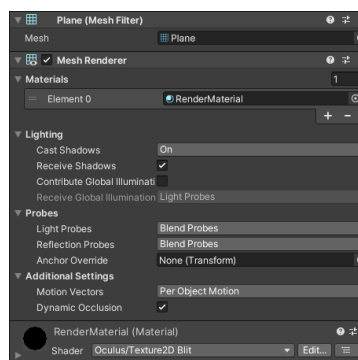 Plane (Mesh Filter)
Mesh Plane
Mesh Renderer
Materials 1
Element 0 RenderMaterial
+ -
Lighting
Cast Shadows On
Receive Shadows
Contribute Global Illuminati
Receive Global Illumination Light Probes
Probes
Light Probes Blend Probes
Reflection Probes Blend Probes
Anchor Override None (Transform)
Additional Settings
Motion Vectors Per Object Motion
Dynamic Occlusion
RenderMaterial (Material)
Shader Oculus/Texture2D Blit Edit...